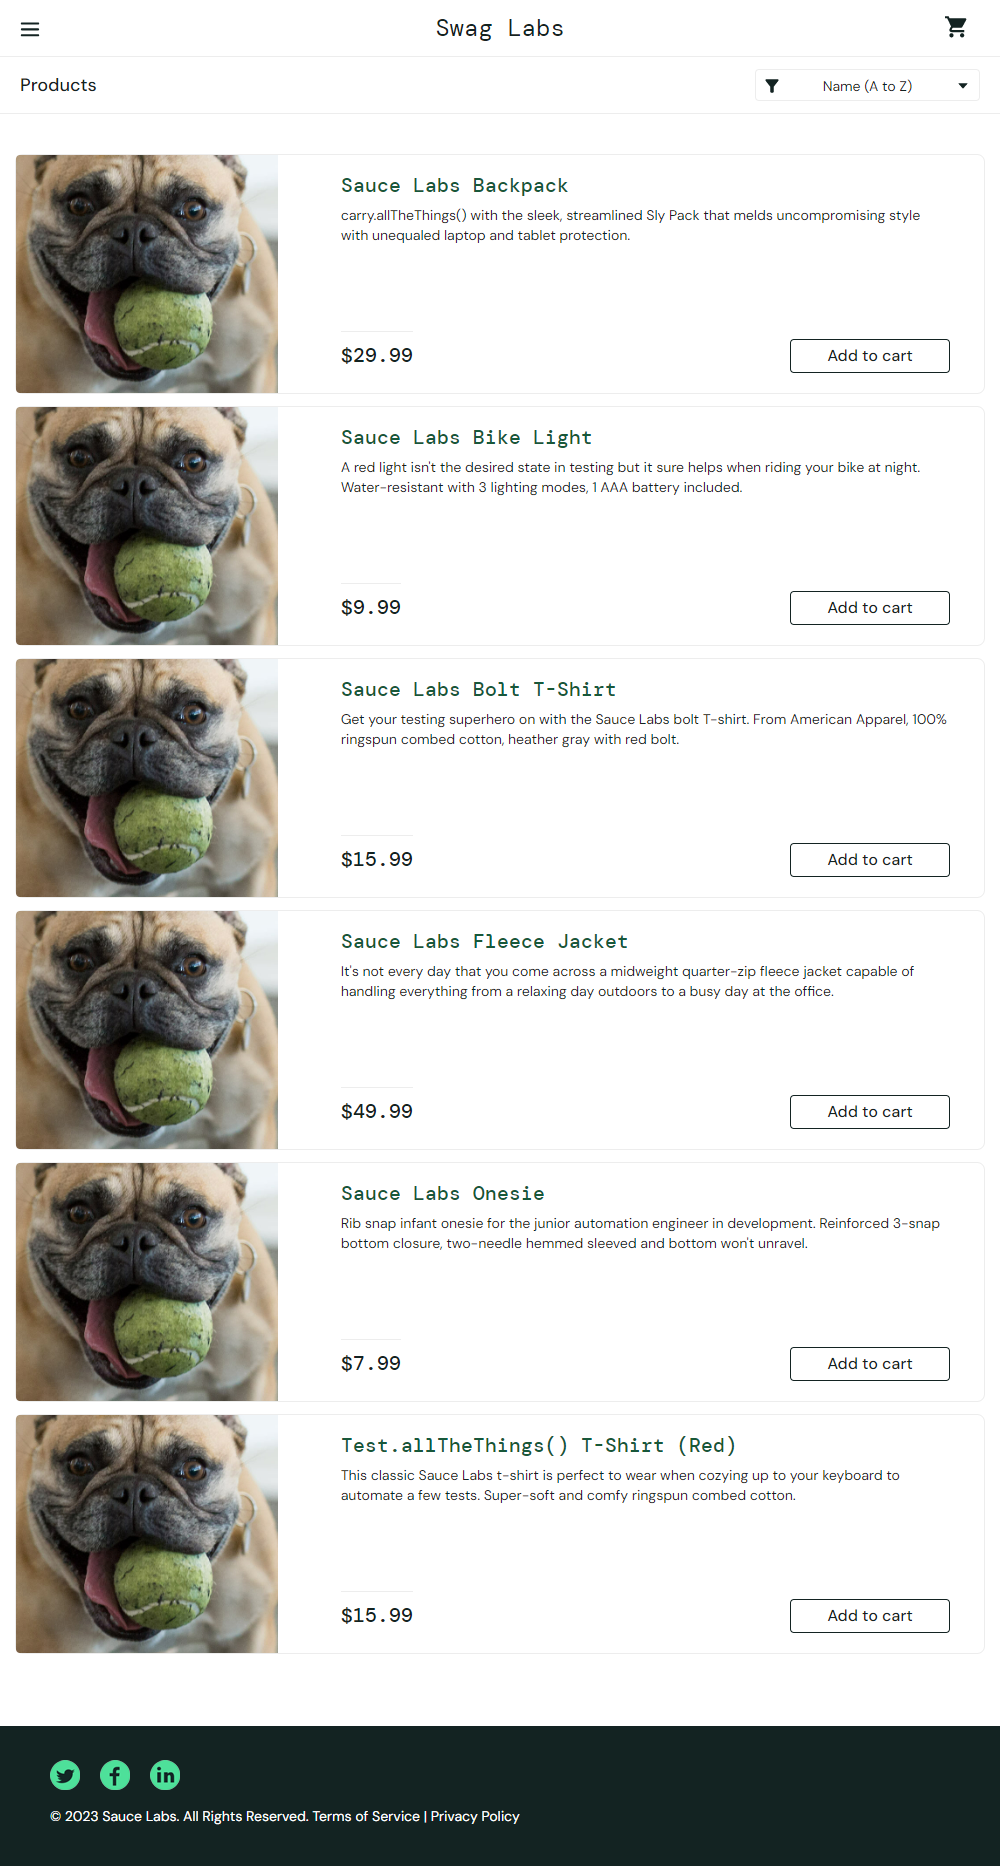 Swag Labs
Products
Name (A to Z)
Sauce Labs Backpack
carry.allTheThings() with the sleek, streamlined Sly Pack that melds uncompromising style
with unequaled laptop and tablet protection.
$29.99
Add to cart
Sauce Labs Bike Light
A red light isn't the desired state in testing but it sure helps when riding your bike at night.
Water-resistant with 3 lighting modes, 1 AAA battery included.
$9.99
Add to cart
Sauce Labs Bolt T-Shirt
Get your testing superhero on with the Sauce Labs bolt T-shirt. From American Apparel, 100%
ringspun combed cotton, heather gray with red bolt.
$15.99
Add to cart
Sauce Labs Fleece Jacket
It's not every day that you come across a midweight quarter-zip fleece jacket capable of
handling everything from a relaxing day outdoors to a busy day at the office.
$49.99
Add to cart
Sauce Labs Onesie
Rib snap infant onesie for the junior automation engineer in development. Reinforced 3-snap
bottom closure, two-needle hemmed sleeved and bottom won't unravel.
$7.99
Add to cart
Test.allTheThings() T-Shirt (Red)
This classic Sauce Labs t-shirt is perfect to wear when cozying up to your keyboard to
automate a few tests. Super-soft and comfy ringspun combed cotton.
$15.99
Add to cart
© 2023 Sauce Labs. All Rights Reserved. Terms of Service | Privacy Policy